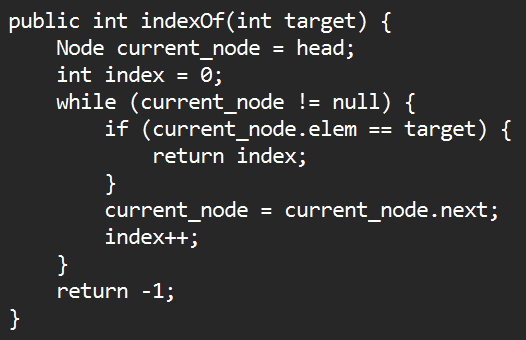 public int indexOf(int target) {
    Node current_node = head;
    int index = 0;
    while (current_node != null) {
        if (current_node.elem == target) {
            return index;
        }
        current_node = current_node.next;
        index++;
    }
    return -1;
}